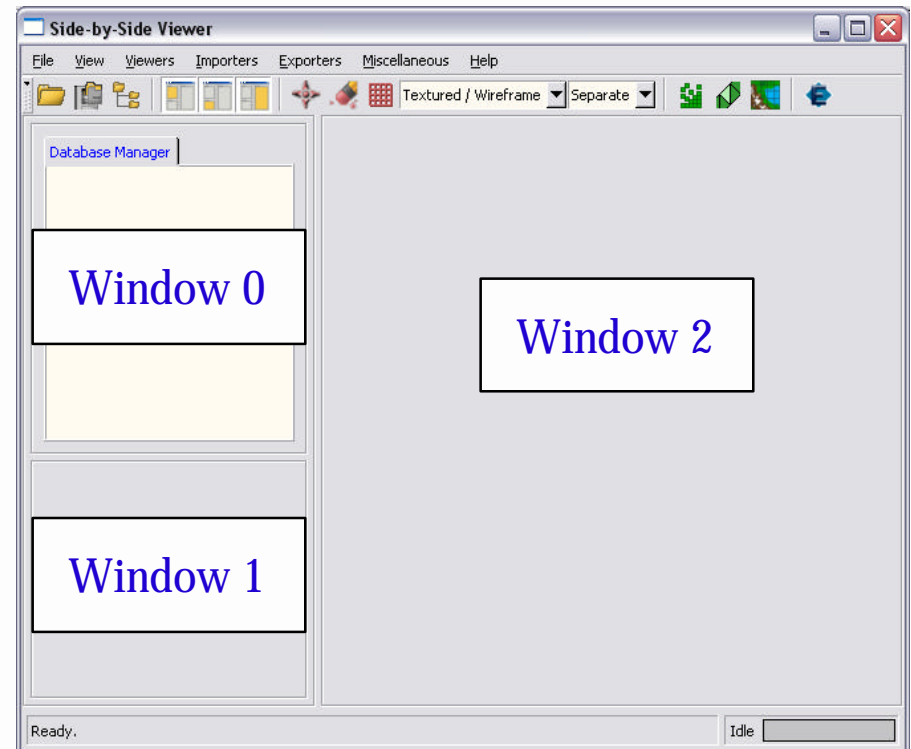 Side-by-Side Viewer
File View Viewers Importers Exporters Miscellaneous Help
Textured / Wireframe Separate
Database Manager
Window 0
Window 2
Window 1
Ready. Idle